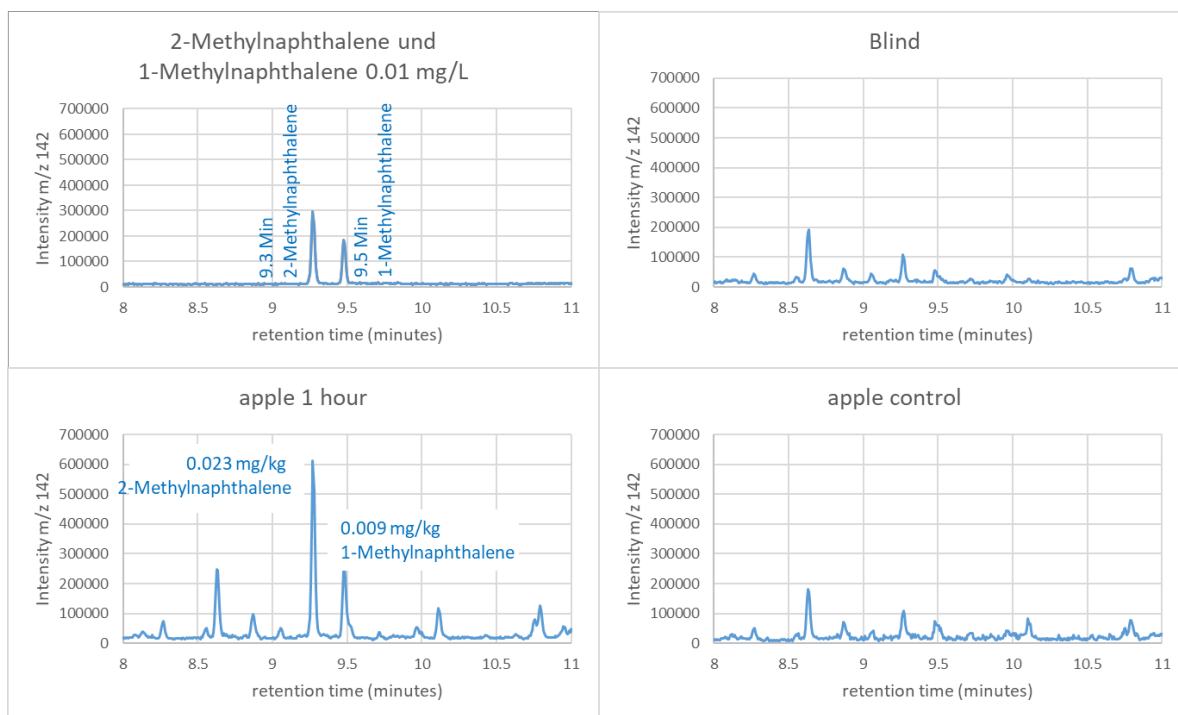 2-Methylnaphthalene und
1-Methylnaphthalene 0.01 mg/L
Intensity m/z 142
700000
600000
500000
400000
300000
200000
100000
0
9.3 Min
2-Methylnaphthalene
9.5 Min
1-Methylnaphthalene
8 8.5 9 9.5 10 10.5 11
retention time (minutes)
Blind
Intensity m/z 142
700000
600000
500000
400000
300000
200000
100000
0
8 8.5 9 9.5 10 10.5 11
retention time (minutes)
apple 1 hour
Intensity m/z 142
700000
600000
500000
400000
300000
200000
100000
0
0.023 mg/kg
2-Methylnaphthalene
0.009 mg/kg
1-Methylnaphthalene
8 8.5 9 9.5 10 10.5 11
retention time (minutes)
apple control
Intensity m/z 142
700000
600000
500000
400000
300000
200000
100000
0
8 8.5 9 9.5 10 10.5 11
retention time (minutes)